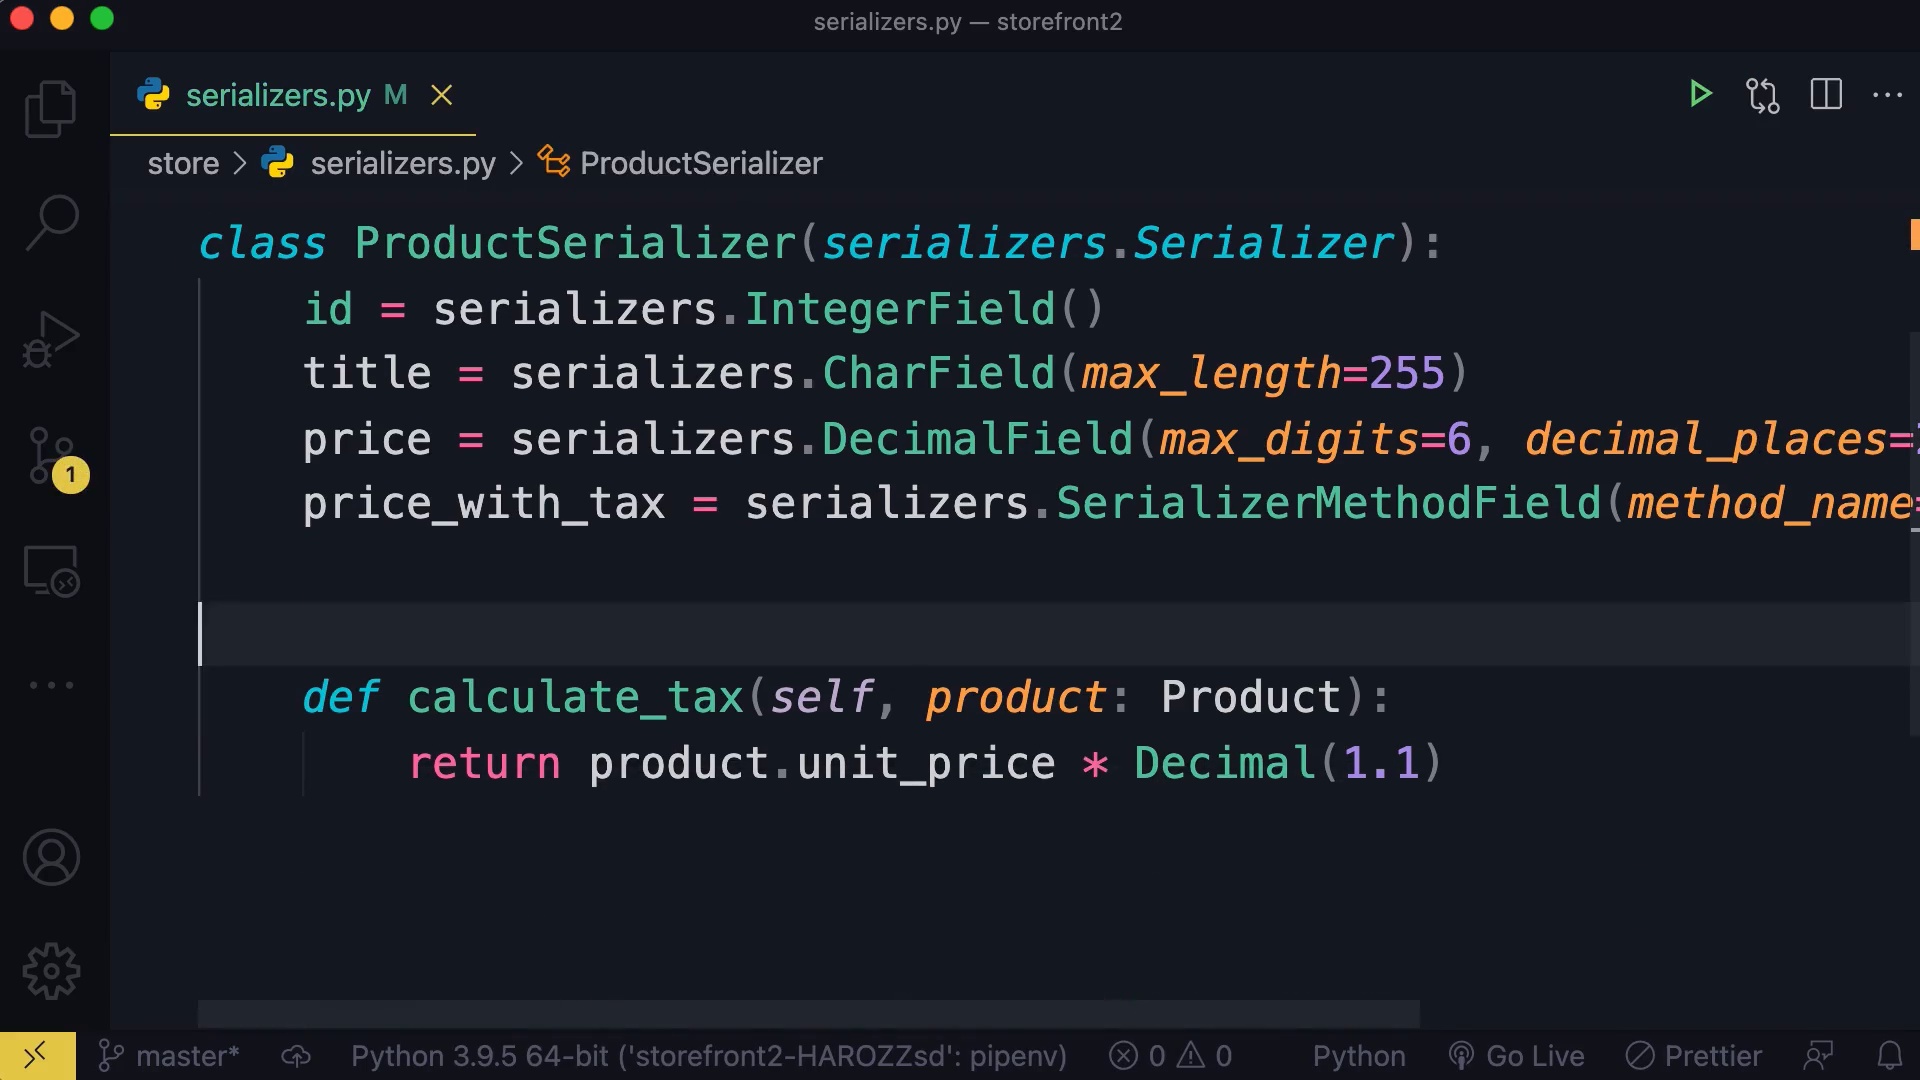 serializers.py — storefront2
serializers.py M
store > serializers.py > ProductSerializer
class ProductSerializer(serializers.Serializer):
id = serializers.IntegerField()
title = serializers.CharField(max_length=255)
price = serializers.DecimalField(max_digits=6, decimal_places=
price_with_tax = serializers.SerializerMethodField(method_name=
def calculate_tax(self, product: Product):
return product.unit_price * Decimal(1.1)
1
master* Python 3.9.5 64-bit ('storefront2-HAROZZsd': pipenv) 0 0 Python Go Live Prettier